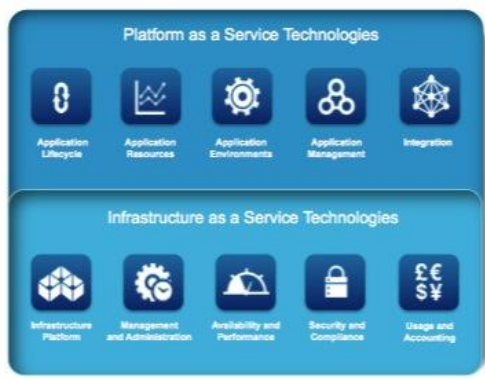 Platform as a Service Technologies
Application Application Application Application Integration
Lifecycle Resources Environments Management
Infrastructure as a Service Technologies
£€
$¥
Infrastructure Management Availability and Security and Usage and
Platform and Administration Performance Compliance Accounting